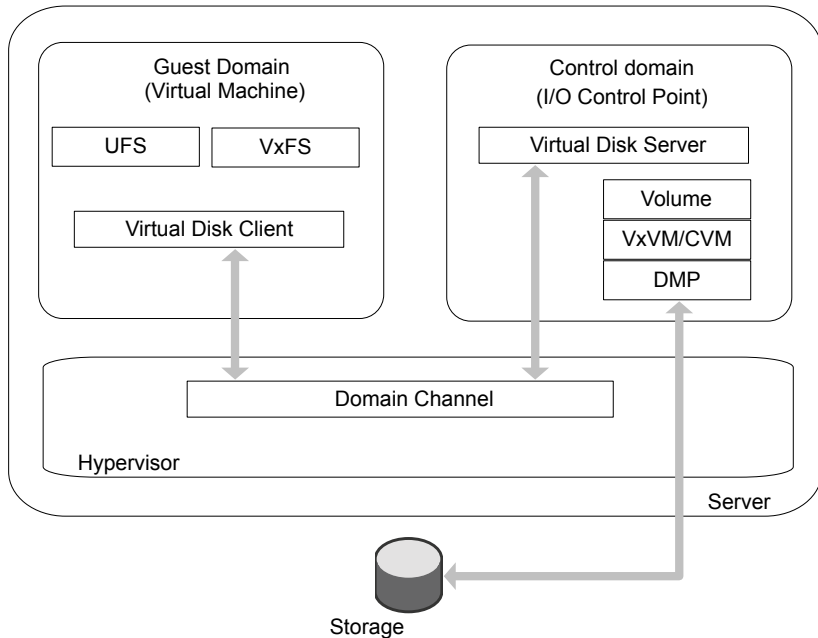 Guest Domain
(Virtual Machine)
UFS
VxFS
Virtual Disk Client
Control domain
(I/O Control Point)
Virtual Disk Server
Volume
VxVM/CVM
DMP
Domain Channel
Hypervisor
Server
Storage